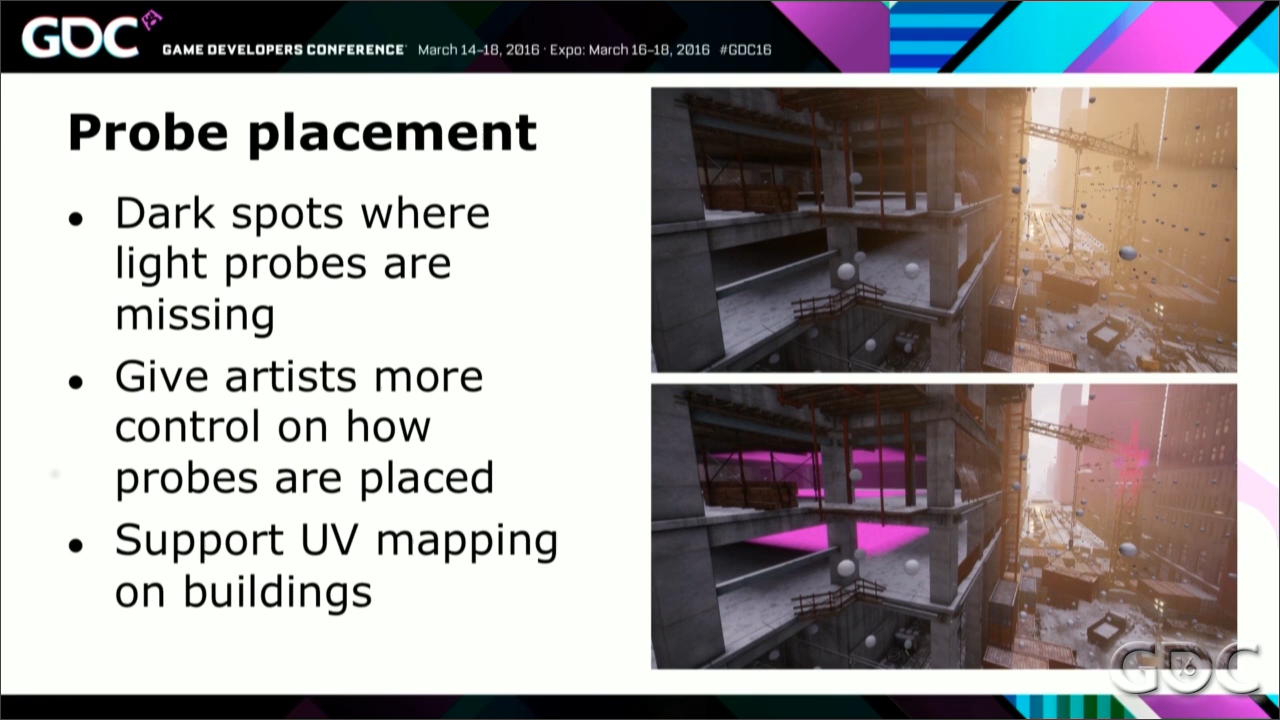 GDC
GAME DEVELOPERS CONFERENCE March 14–18, 2016 · Expo: March 16–18, 2016 #GDC16
Probe placement
● Dark spots where
light probes are
missing
● Give artists more
control on how
probes are placed
● Support UV mapping
on buildings
GDC 16